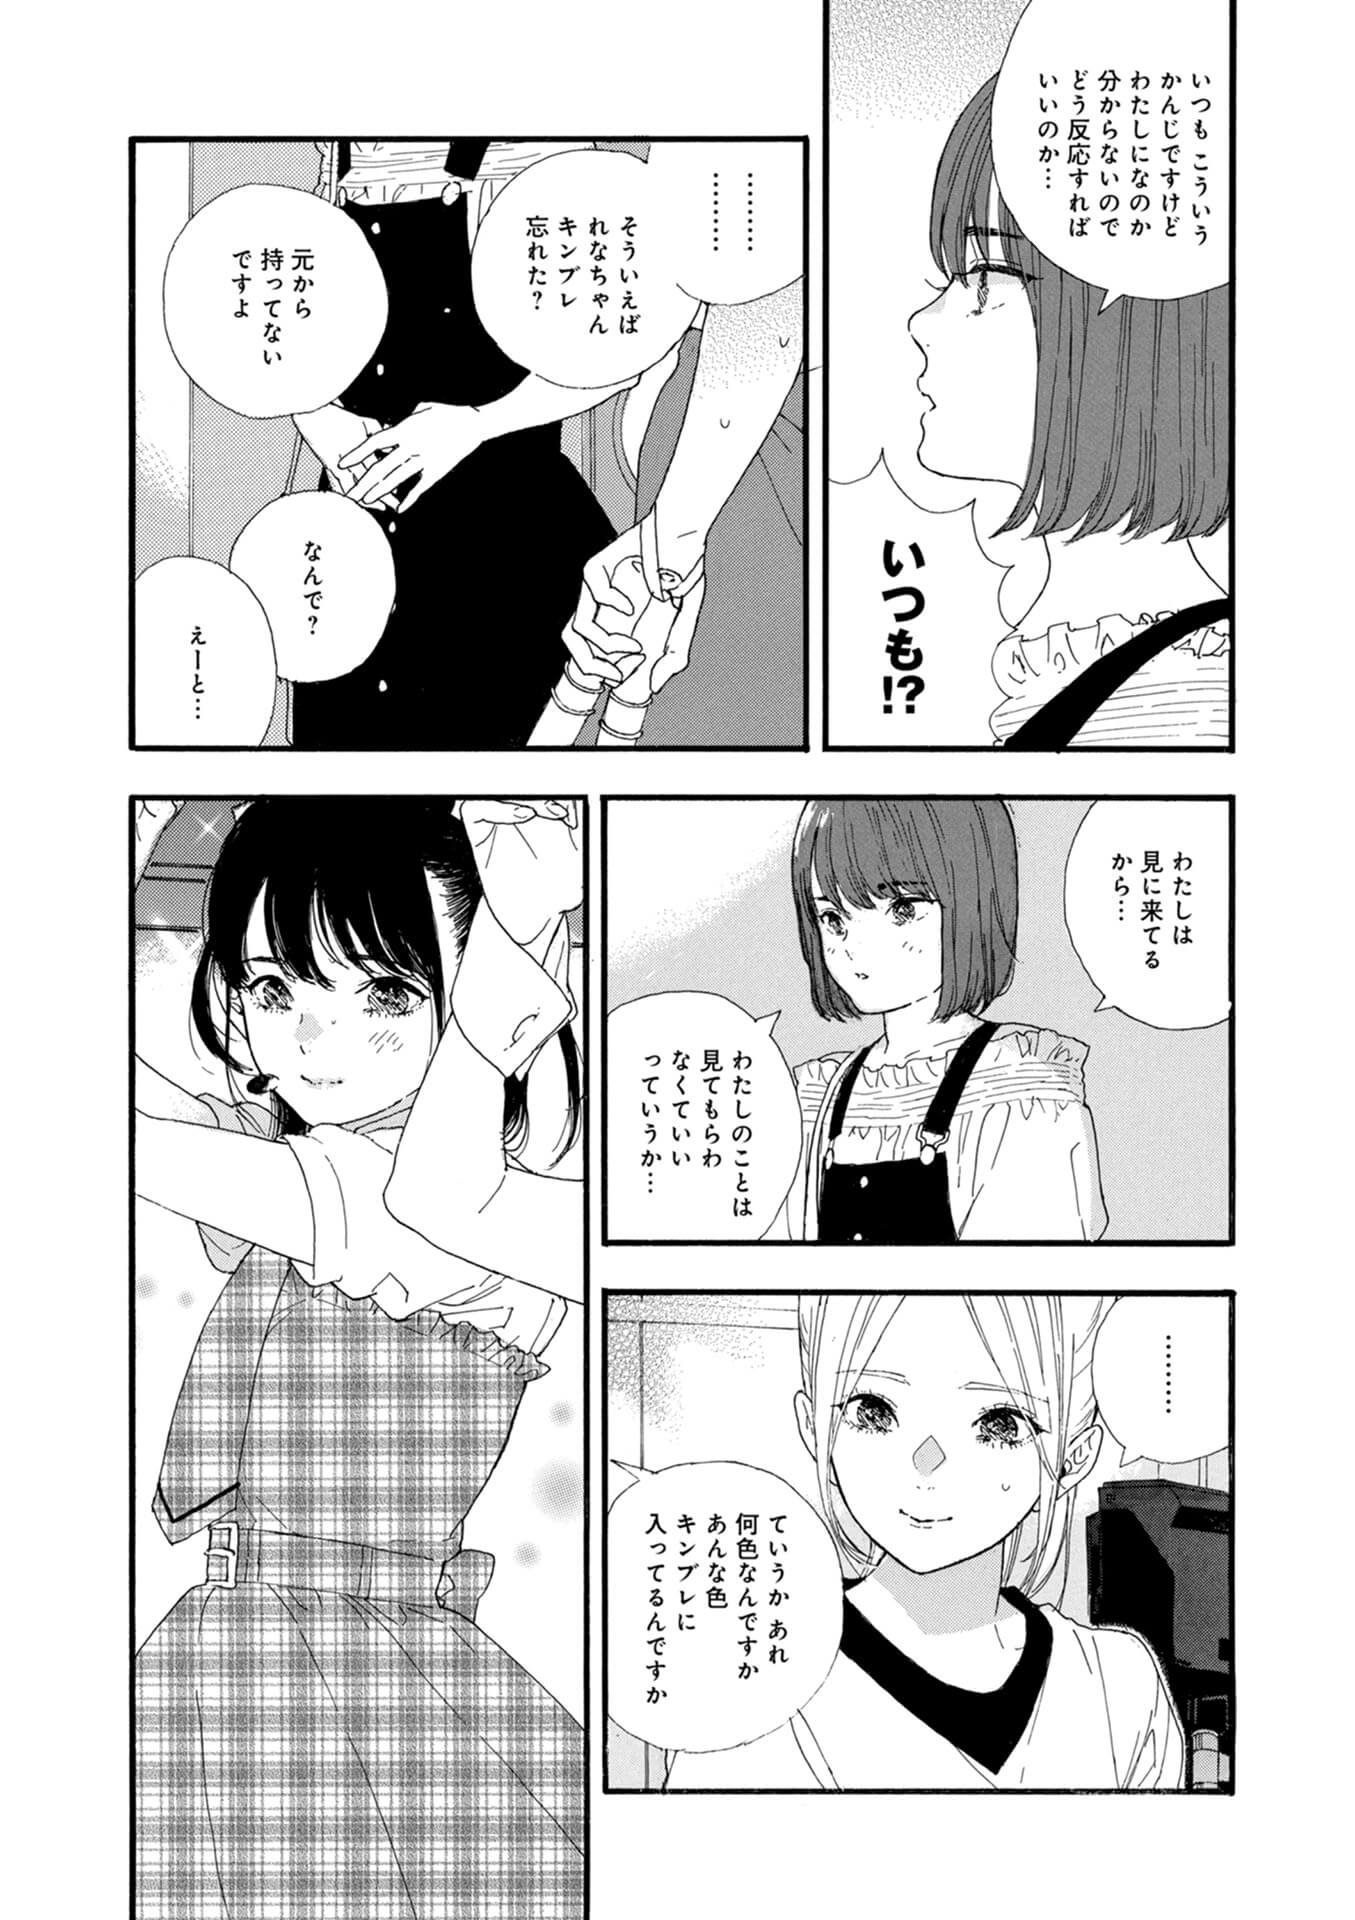 いつも こういう
かんじですけど
わたしになのか
分からないので
どう反応すれば
いいのか…
いつも!?
………
そういえば
れなちゃん
キンブレ
忘れた?
元から
持ってない
ですよ
なんで?
えーと…
わたしは
見に来てる
から…
わたしのことは
見てもらわ
なくていい
っていうか…
………
ていうか あれ
何色なんですか
あんな色
キンブレに
入ってるんですか